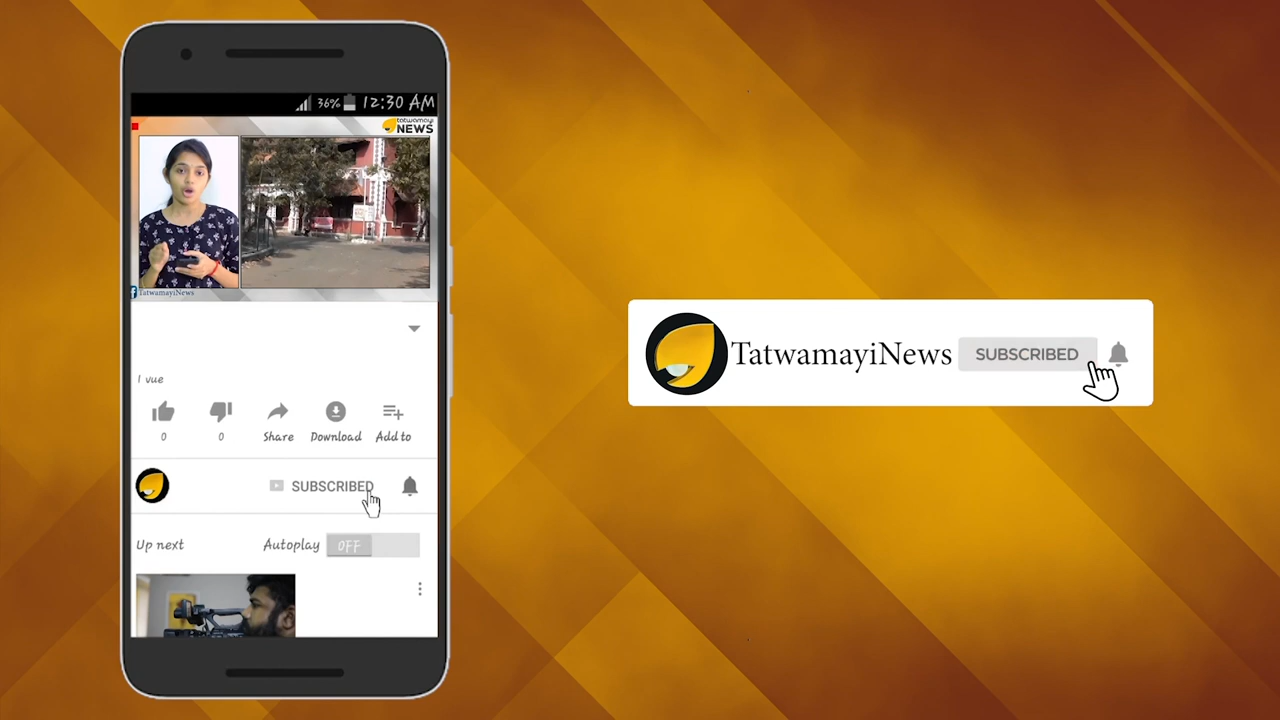 36% 12:30 AM
tatwamayi
NEWS
TatwamayiNews
1 vue
0 0 Share Download Add to
SUBSCRIBED
Up next Autoplay OFF
TatwamayiNews SUBSCRIBED